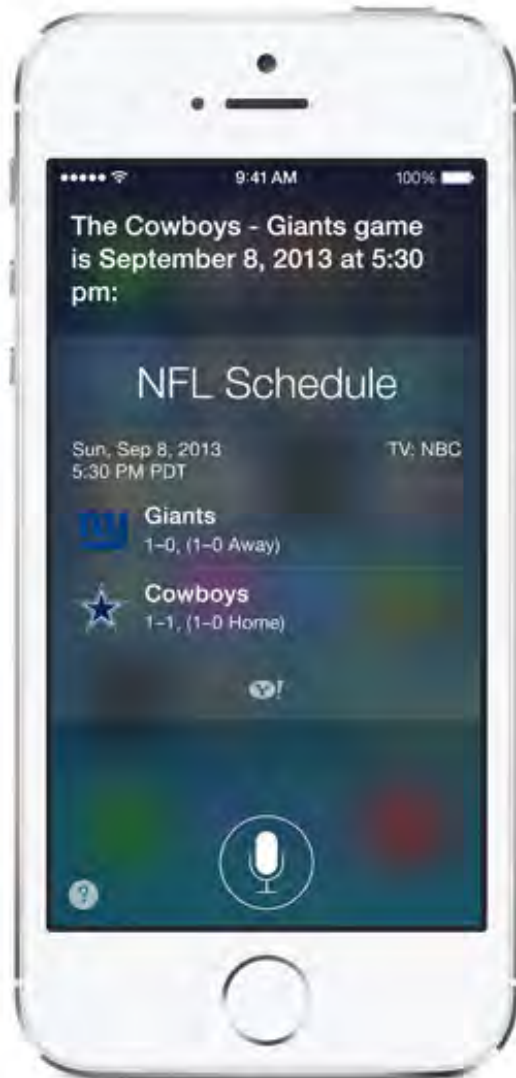 9:41 AM 100%
The Cowboys - Giants game
is September 8, 2013 at 5:30
pm:
NFL Schedule
Sun, Sep 8, 2013 TV: NBC
5:30 PM PDT
ny Giants
1–0, (1–0 Away)
Cowboys
1–1, (1–0 Home)
Y!
?